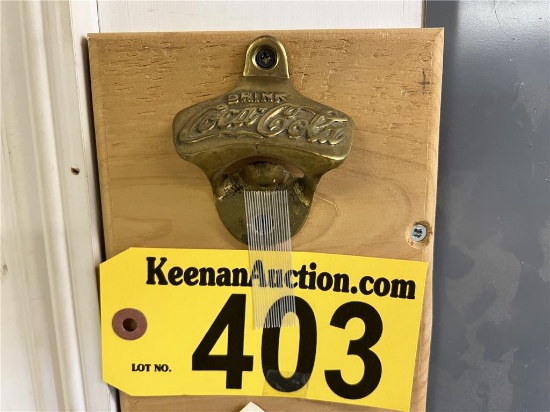 DRINK
Coca-Cola
KeenanAuction.com
LOT NO. 403